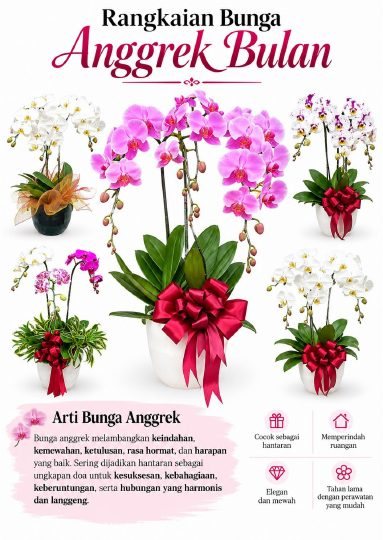 Rangkaian Bunga
Anggrek Bulan
Arti Bunga Anggrek
Bunga anggrek melambangkan keindahan,
kemewahan, ketulusan, rasa hormat, dan harapan
yang baik. Sering dijadikan hantaran sebagai
ungkapan doa untuk kesuksesan, kebahagiaan,
keberuntungan, serta hubungan yang harmonis
dan langgeng.
Cocok sebagai
hantaran
Memperindah
ruangan
Elegan
dan mewah
Tahan lama
dengan perawatan
yang mudah